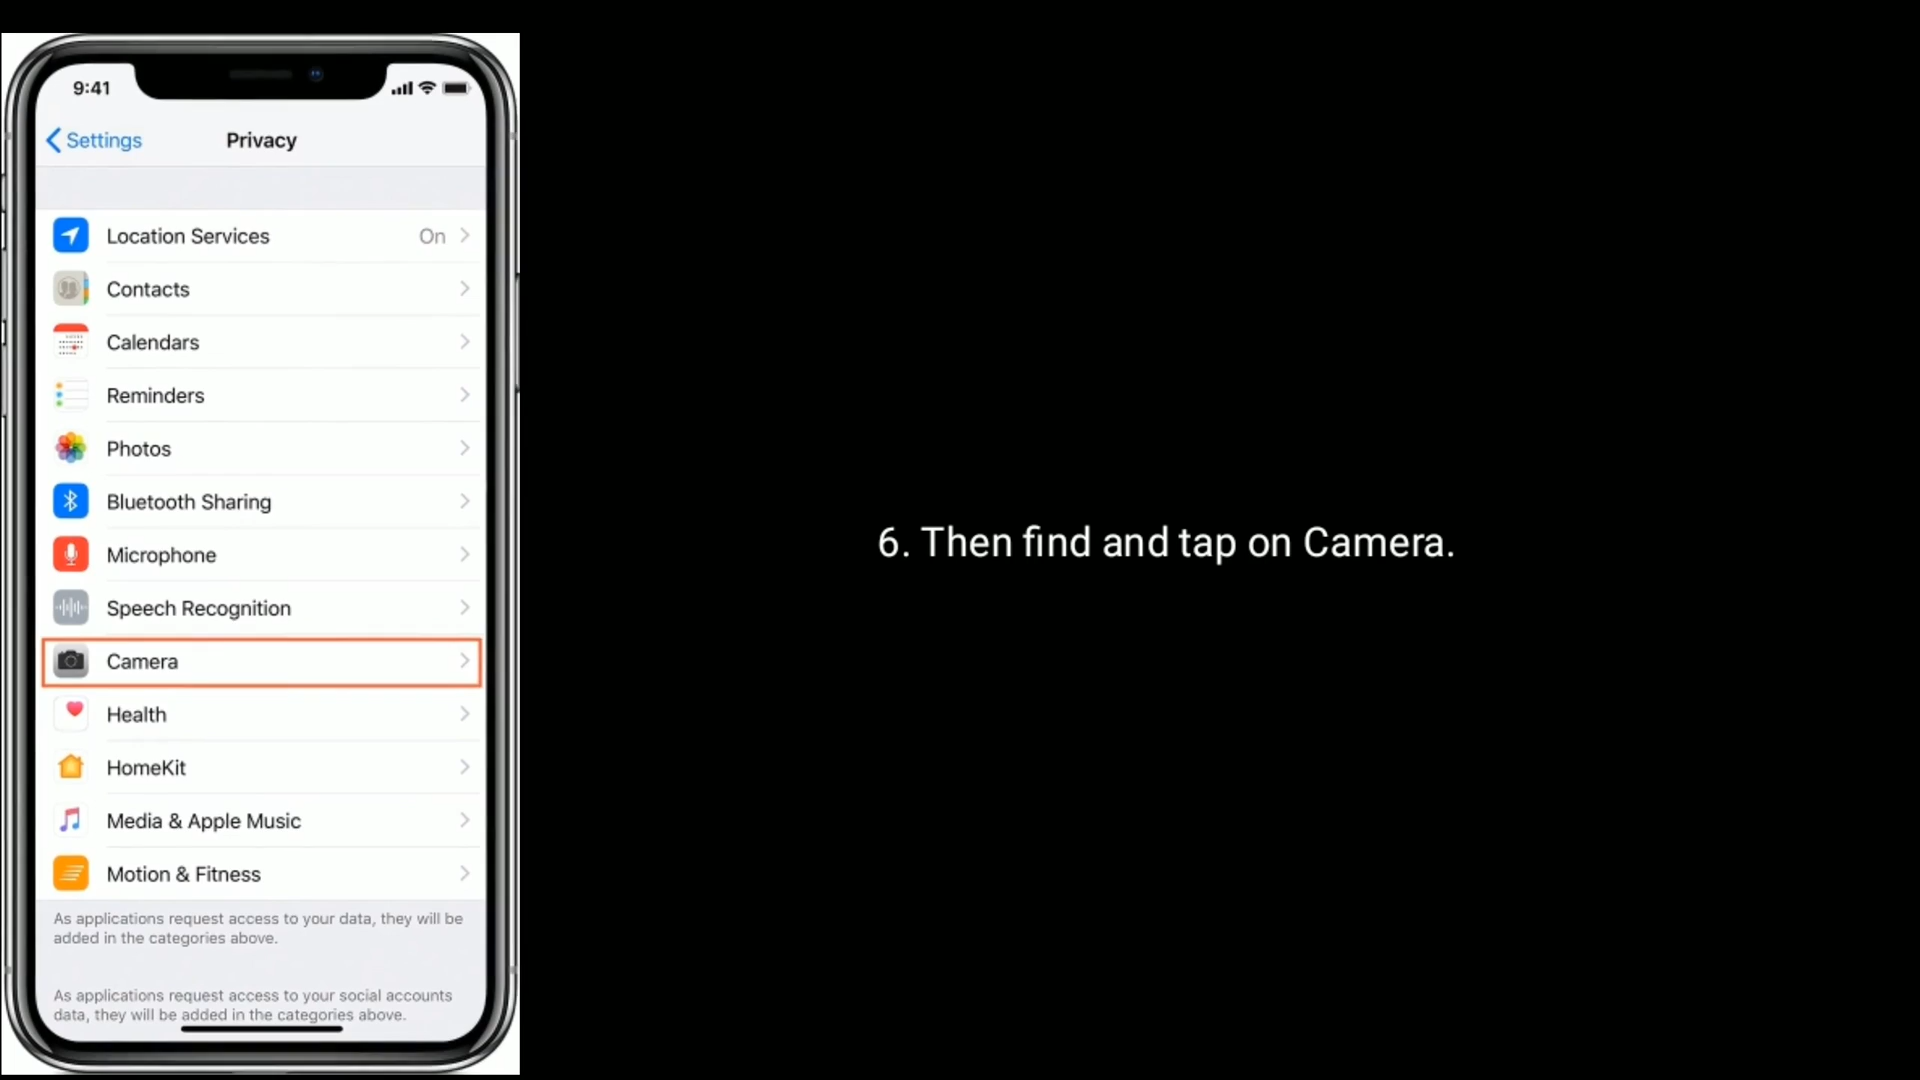 9:41
Settings
Privacy
Location Services On
Contacts
Calendars
Reminders
Photos
Bluetooth Sharing
Microphone
Speech Recognition
Camera
Health
HomeKit
Media & Apple Music
Motion & Fitness
As applications request access to your data, they will be
added in the categories above.
As applications request access to your social accounts
data, they will be added in the categories above.
6. Then find and tap on Camera.